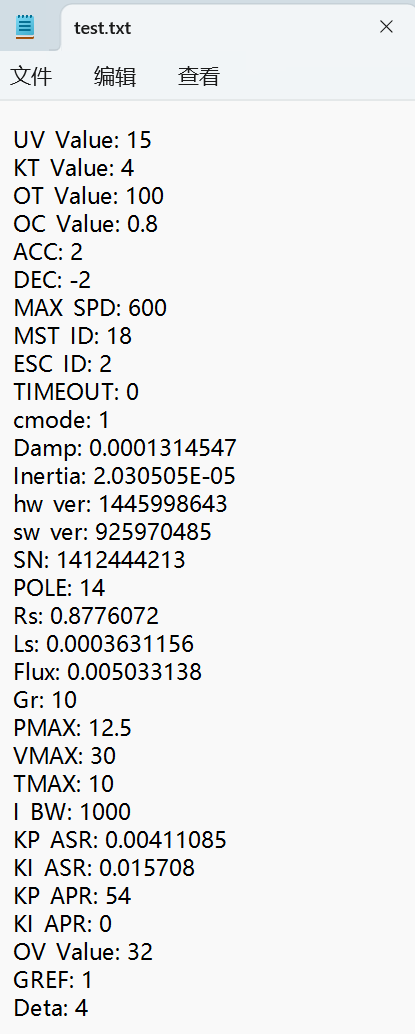 test.txt
文件 编辑 查看
UV Value: 15
KT Value: 4
OT Value: 100
OC Value: 0.8
ACC: 2
DEC: -2
MAX SPD: 600
MST ID: 18
ESC ID: 2
TIMEOUT: 0
cmode: 1
Damp: 0.0001314547
Inertia: 2.030505E-05
hw ver: 1445998643
sw ver: 925970485
SN: 1412444213
POLE: 14
Rs: 0.8776072
Ls: 0.0003631156
Flux: 0.005033138
Gr: 10
PMAX: 12.5
VMAX: 30
TMAX: 10
I BW: 1000
KP ASR: 0.00411085
KI ASR: 0.015708
KP APR: 54
KI APR: 0
OV Value: 32
GREF: 1
Deta: 4